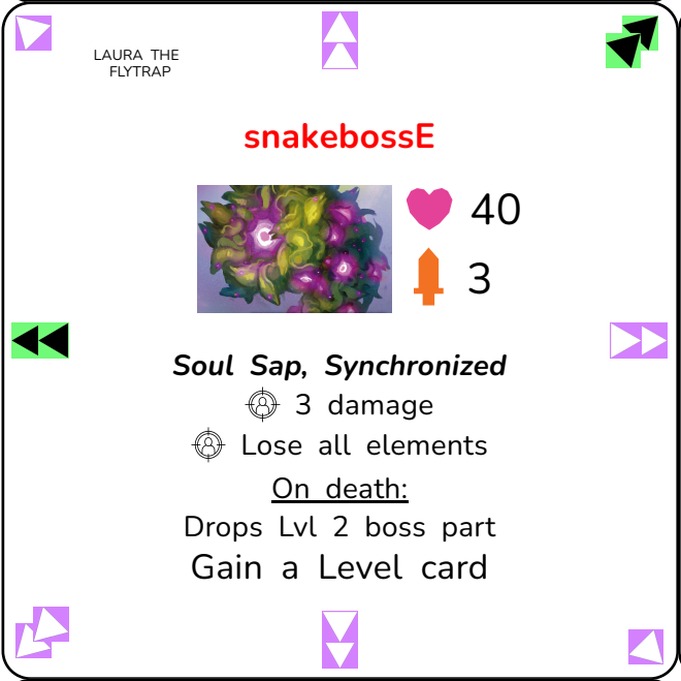 LAURA THE
FLYTRAP
snakebossE
40
3
Soul Sap, Synchronized
3 damage
Lose all elements
On death:
Drops Lvl 2 boss part
Gain a Level card